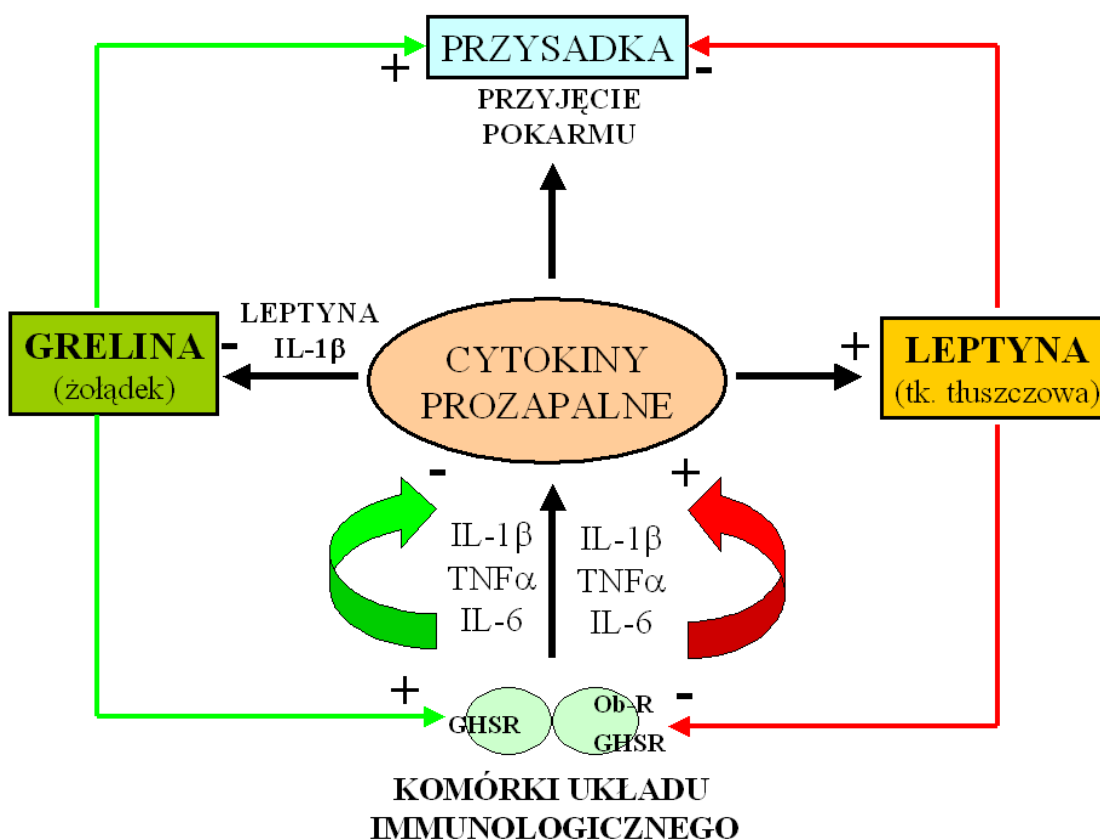 PRZYSADKA
+
-
PRZYJĘCIE
POKARMU
LEPTYNA
IL-1β
GRELINA
(żołądek)
-
CYTOKINY
PROZAPALNE
+
LEPTYNA
(tk. tłuszczowa)
-
+
IL-1β
TNFα
IL-6
IL-1β
TNFα
IL-6
+
-
GHSR
Ob-R
GHSR
KOMÓRKI UKŁADU
IMMUNOLOGICZNEGO